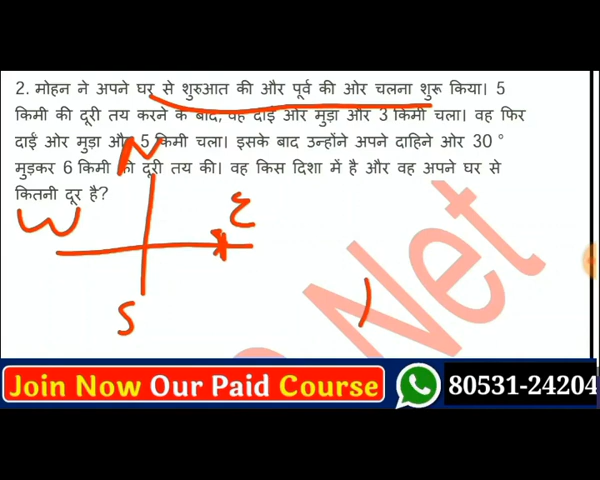 2. मोहन ने अपने घर से शुरुआत की और पूर्व की ओर चलना शुरू किया। 5
किमी की दूरी तय करने के बाद, वह दाईं ओर मुड़ा और 3 किमी चला। वह फिर
दाईं ओर मुड़ा और 5 किमी चला। इसके बाद उन्होंने अपने दाहिने ओर 30 °
मुड़कर 6 किमी की दूरी तय की। वह किस दिशा में है और वह अपने घर से
कितनी दूर है?
N
W
E
S
Net
Join Now Our Paid Course 80531-24204